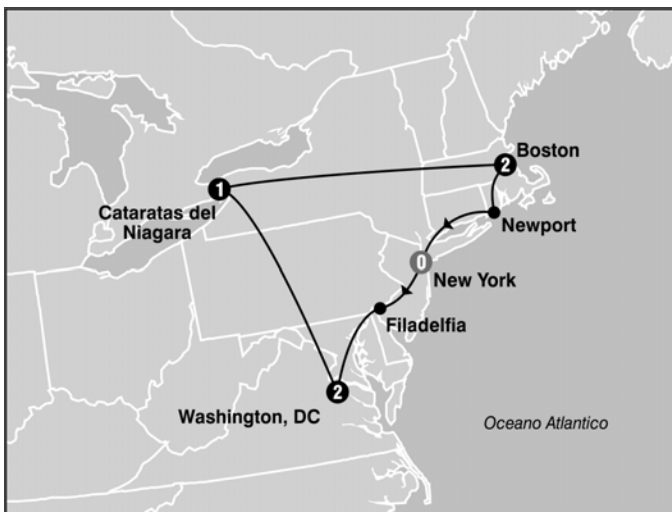 Boston
2
1
Cataratas del
Niagara
Newport
0
New York
Filadelfia
2
Washington, DC
Oceano Atlantico